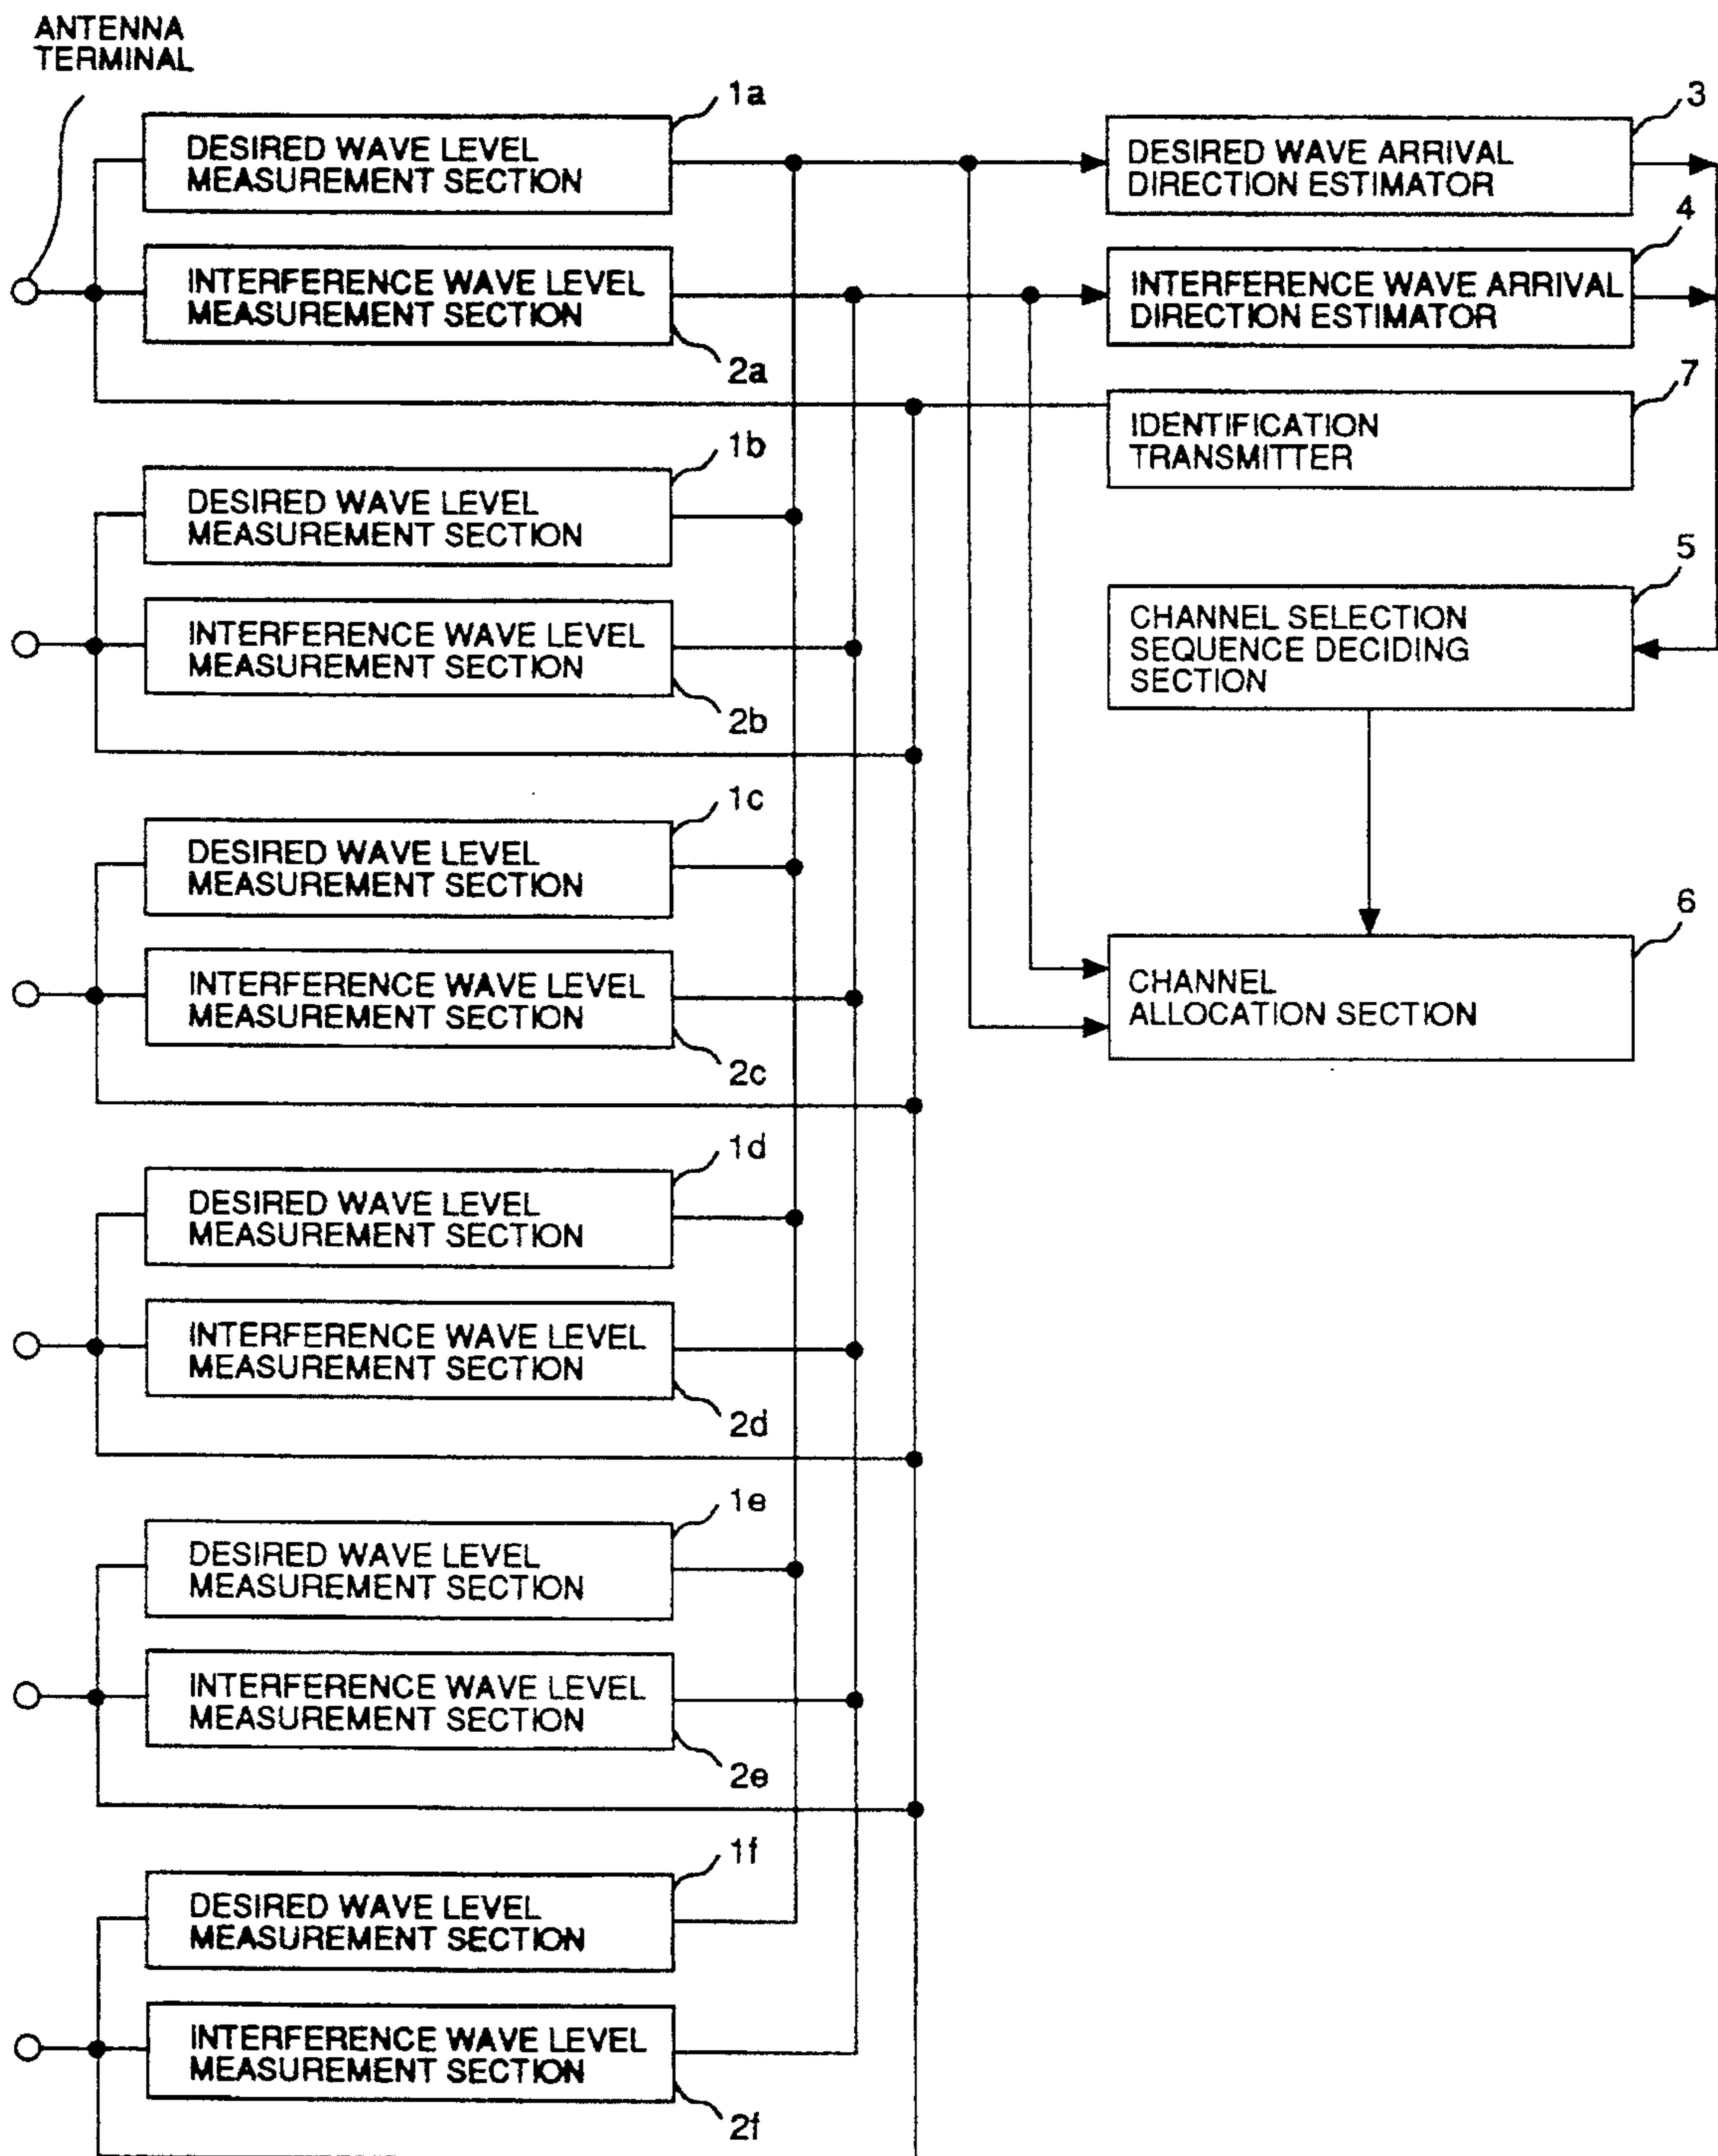 ANTENNA
TERMINAL
1a
DESIRED WAVE LEVEL
MEASUREMENT SECTION
INTERFERENCE WAVE LEVEL
MEASUREMENT SECTION
2a
1b
DESIRED WAVE LEVEL
MEASUREMENT SECTION
INTERFERENCE WAVE LEVEL
MEASUREMENT SECTION
2b
1c
DESIRED WAVE LEVEL
MEASUREMENT SECTION
INTERFERENCE WAVE LEVEL
MEASUREMENT SECTION
2c
1d
DESIRED WAVE LEVEL
MEASUREMENT SECTION
INTERFERENCE WAVE LEVEL
MEASUREMENT SECTION
2d
1e
DESIRED WAVE LEVEL
MEASUREMENT SECTION
INTERFERENCE WAVE LEVEL
MEASUREMENT SECTION
2e
1f
DESIRED WAVE LEVEL
MEASUREMENT SECTION
INTERFERENCE WAVE LEVEL
MEASUREMENT SECTION
2f
3
DESIRED WAVE ARRIVAL
DIRECTION ESTIMATOR
4
INTERFERENCE WAVE ARRIVAL
DIRECTION ESTIMATOR
7
IDENTIFICATION
TRANSMITTER
5
CHANNEL SELECTION
SEQUENCE DECIDING
SECTION
6
CHANNEL
ALLOCATION SECTION